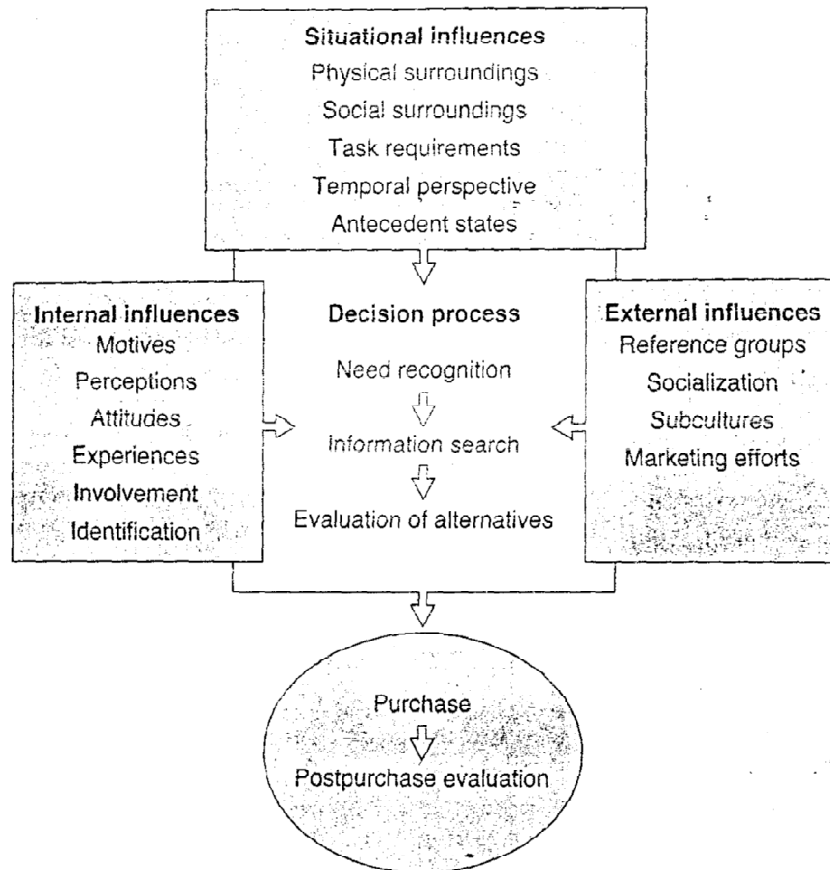 Situational influences
Physical surroundings
Social surroundings
Task requirements
Temporal perspective
Antecedent states
Internal influences
Motives
Perceptions
Attitudes
Experiences
Involvement
Identification
Decision process
Need recognition
Information search
Evaluation of alternatives
External influences
Reference groups
Socialization
Subcultures
Marketing efforts
Purchase
Postpurchase evaluation